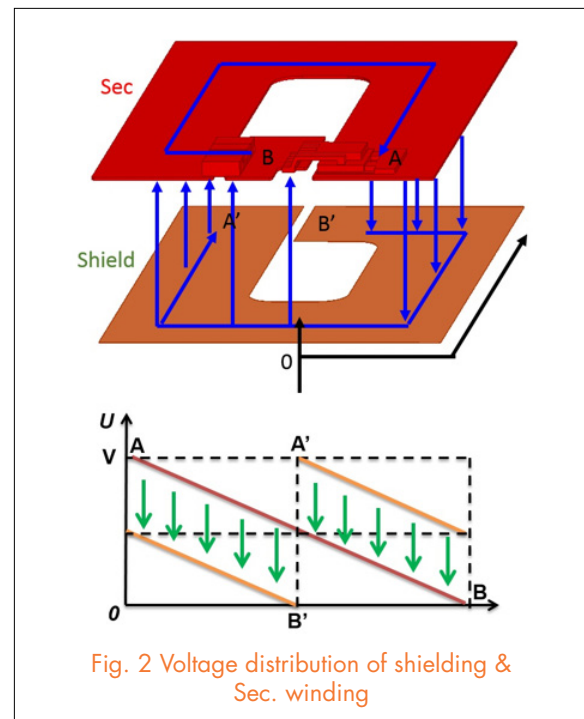 Sec
B
A
A'
B'
Shield
0
U
V
A
A'
0
B'
B
Fig. 2 Voltage distribution of shielding &
Sec. winding